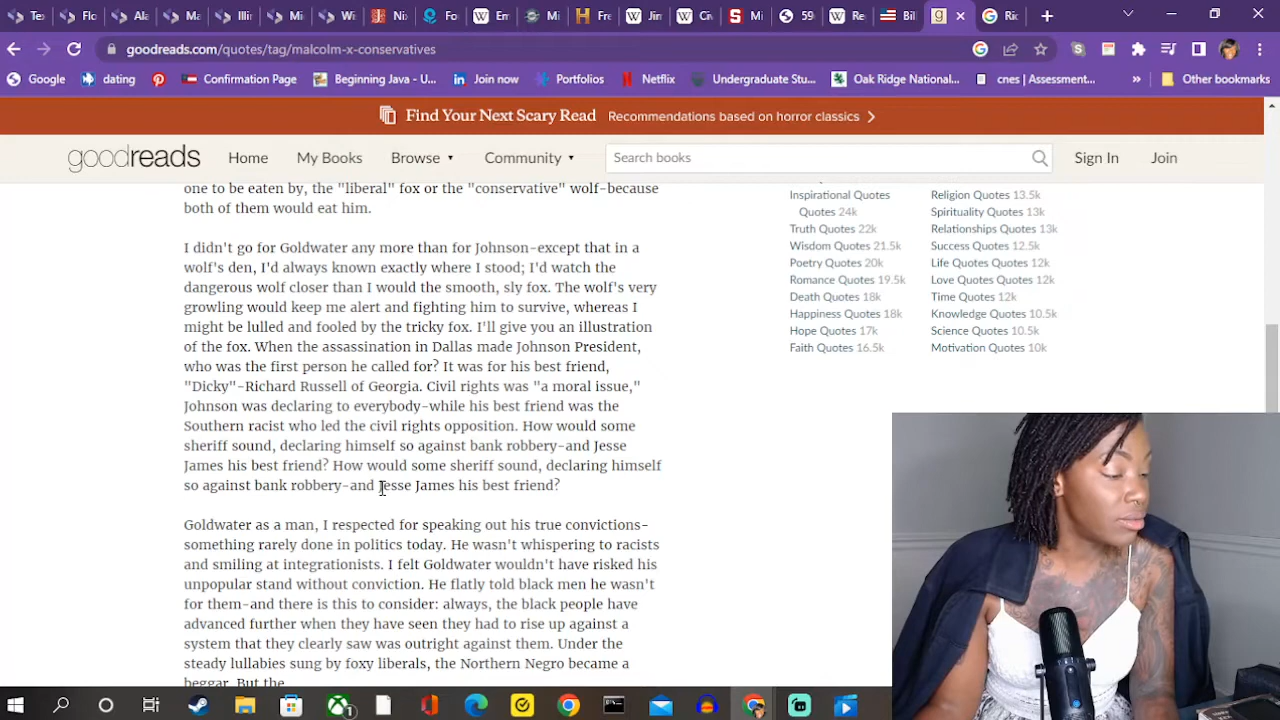 Te
Flo
Ala
Ma
Illi
Mi
Wi
Ni
Fo
Em
Mi
Fre
Jin
Civ
M
59
Re
Bil
Ric
goodreads.com/quotes/tag/malcolm-x-conservatives
Google
dating
Confirmation Page
Beginning Java - U...
Join now
Portfolios
Netflix
Undergraduate Stu...
Oak Ridge National...
cnes | Assessment...
»
Other bookmarks
Find Your Next Scary Read Recommendations based on horror classics
goodreads
Home
My Books
Browse
Community
Search books
Sign In
Join
one to be eaten by, the "liberal" fox or the "conservative" wolf-because
both of them would eat him.
I didn't go for Goldwater any more than for Johnson-except that in a
wolf's den, I'd always known exactly where I stood; I'd watch the
dangerous wolf closer than I would the smooth, sly fox. The wolf's very
growling would keep me alert and fighting him to survive, whereas I
might be lulled and fooled by the tricky fox. I'll give you an illustration
of the fox. When the assassination in Dallas made Johnson President,
who was the first person he called for? It was for his best friend,
"Dicky"-Richard Russell of Georgia. Civil rights was "a moral issue,"
Johnson was declaring to everybody-while his best friend was the
Southern racist who led the civil rights opposition. How would some
sheriff sound, declaring himself so against bank robbery-and Jesse
James his best friend? How would some sheriff sound, declaring himself
so against bank robbery-and Jesse James his best friend?
Goldwater as a man, I respected for speaking out his true convictions-
something rarely done in politics today. He wasn't whispering to racists
and smiling at integrationists. I felt Goldwater wouldn't have risked his
unpopular stand without conviction. He flatly told black men he wasn't
for them-and there is this to consider: always, the black people have
advanced further when they have seen they had to rise up against a
system that they clearly saw was outright against them. Under the
steady lullabies sung by foxy liberals, the Northern Negro became a
beggar. But the
Inspirational Quotes
Quotes 24k
Truth Quotes 22k
Wisdom Quotes 21.5k
Poetry Quotes 20k
Romance Quotes 19.5k
Death Quotes 18k
Happiness Quotes 18k
Hope Quotes 17k
Faith Quotes 16.5k
Religion Quotes 13.5k
Spirituality Quotes 13k
Relationships Quotes 13k
Success Quotes 12.5k
Life Quotes Quotes 12k
Love Quotes Quotes 12k
Time Quotes 12k
Knowledge Quotes 10.5k
Science Quotes 10.5k
Motivation Quotes 10k